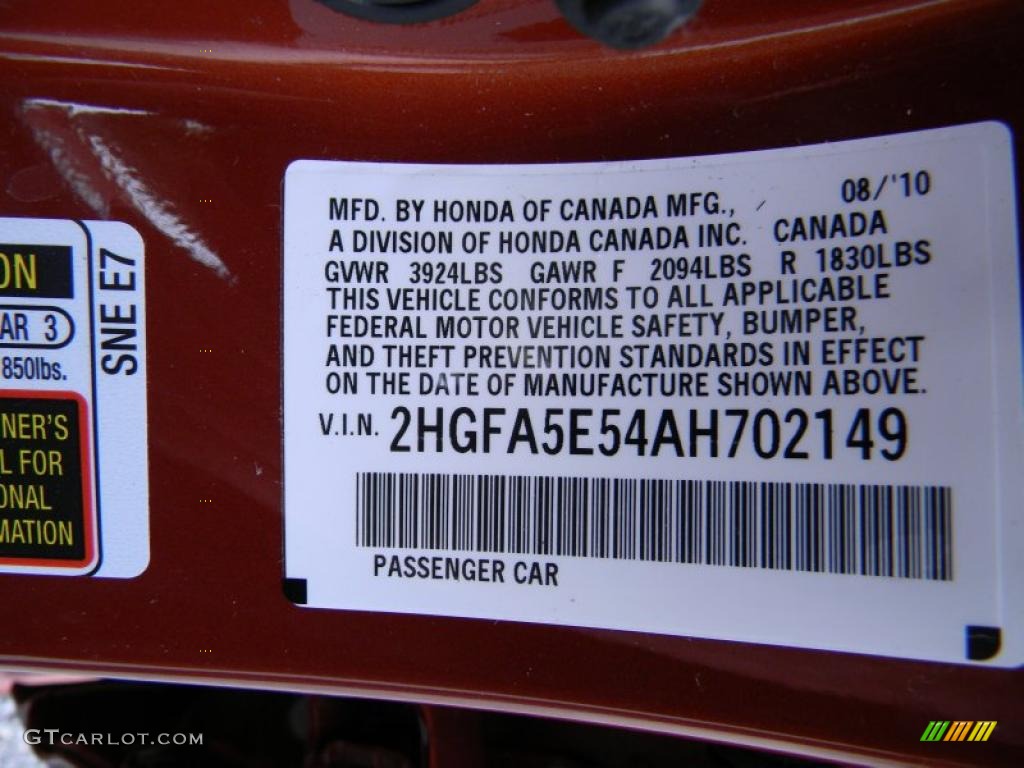 MFD. BY HONDA OF CANADA MFG., 08/'10
A DIVISION OF HONDA CANADA INC. CANADA
GVWR 3924LBS GAWR F 2094LBS R 1830LBS
THIS VEHICLE CONFORMS TO ALL APPLICABLE
FEDERAL MOTOR VEHICLE SAFETY, BUMPER,
AND THEFT PREVENTION STANDARDS IN EFFECT
ON THE DATE OF MANUFACTURE SHOWN ABOVE.
V.I.N. 2HGFA5E54AH702149
PASSENGER CAR
ON
AR 3
850lbs.
NER'S
L FOR
ONAL
MATION
SNE E7
GTCARLOT.COM